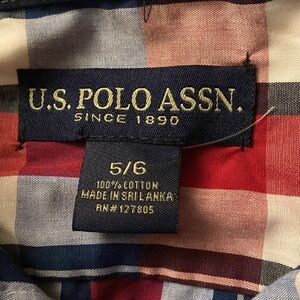 U.S. POLO ASSN.
SINCE 1890
5/6
100% COTTON
MADE IN SRI LANKA
RN#127805